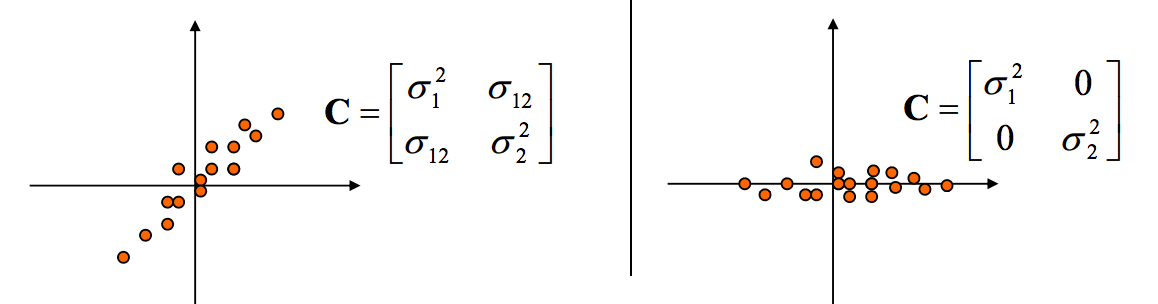 C = [ σ₁² σ₁₂
σ₁₂ σ₂² ]
C = [ σ₁² 0
0 σ₂² ]